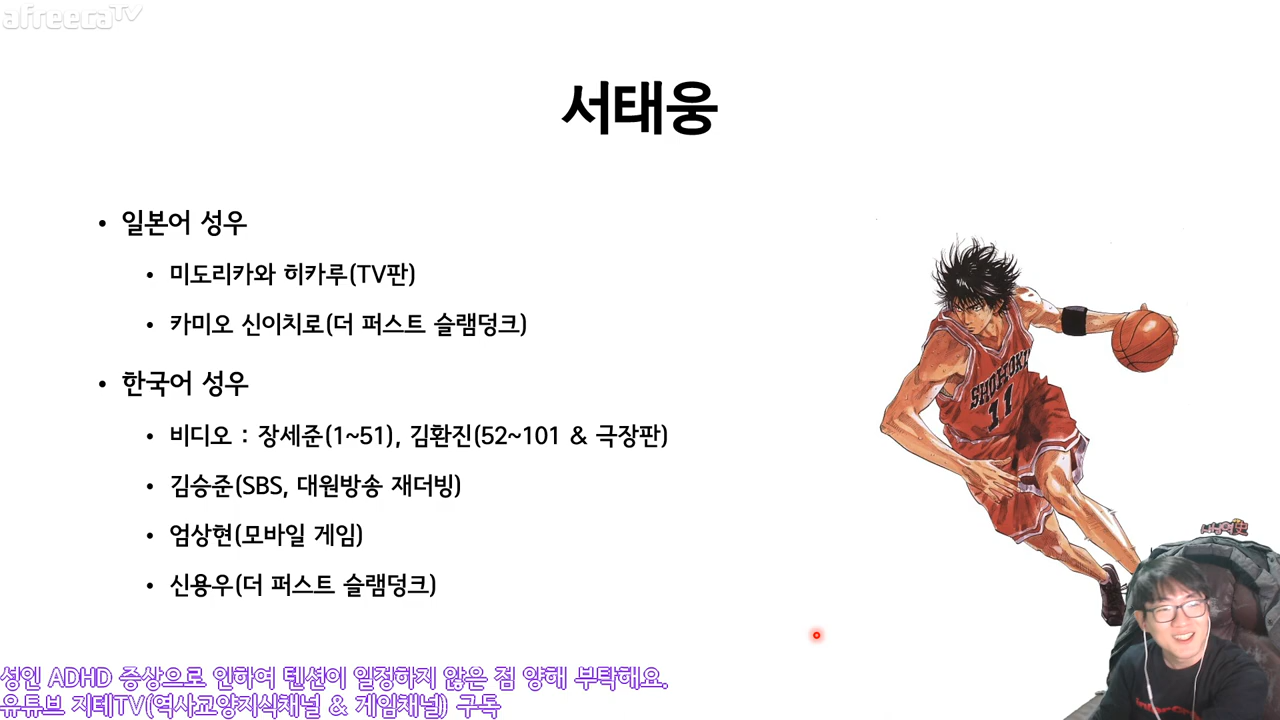 afreecaTV
서태웅
• 일본어 성우
• 미도리카와 히카루(TV판)
• 카미오 신이치로(더 퍼스트 슬램덩크)
• 한국어 성우
• 비디오 : 장세준(1~51), 김환진(52~101 & 극장판)
• 김승준(SBS, 대원방송 재더빙)
• 엄상현(모바일 게임)
• 신용우(더 퍼스트 슬램덩크)
SHOHOKU
11
성인 ADHD 증상으로 인하여 텐션이 일정하지 않은 점 양해 부탁해요.
유튜브 지테TV(역사교양지식채널 & 게임채널) 구독